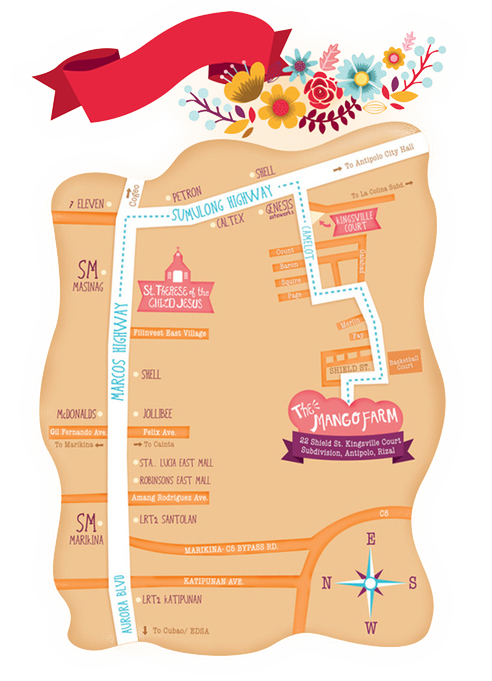 To Antipolo City Hall
SHELL
Cogeo
PETRON
To La Colina Subd.
7 ELEVEN
SUMULONG HIGHWAY
GENESIS
CALTEX
KINGSVILLE
COURT
CAMELOT
Count
Baron
Squire
Page
SM
MASINAG
St. Therese of the
Child Jesus
MARCOS HIGHWAY
Filinvest East Village
Merlin
Fay
SHIELD ST.
Basketball
Court
SHELL
McDONALDS
JOLLIBEE
The
MANGO FARM
22 Shield St. Kingsville Court
Subdivision, Antipolo, Rizal
Gil Fernando Ave.
Felix Ave.
To Marikina
To Cainta
STA. LUCIA EAST MALL
ROBINSONS EAST MALL
Amang Rodriguez Ave.
SM
MARIKINA
LRT2 SANTOLAN
C5
MARIKINA- C5 BYPASS RD.
E
N
S
W
KATIPUNAN AVE.
AURORA BLVD
LRT2 KATIPUNAN
To Cubao/ EDSA